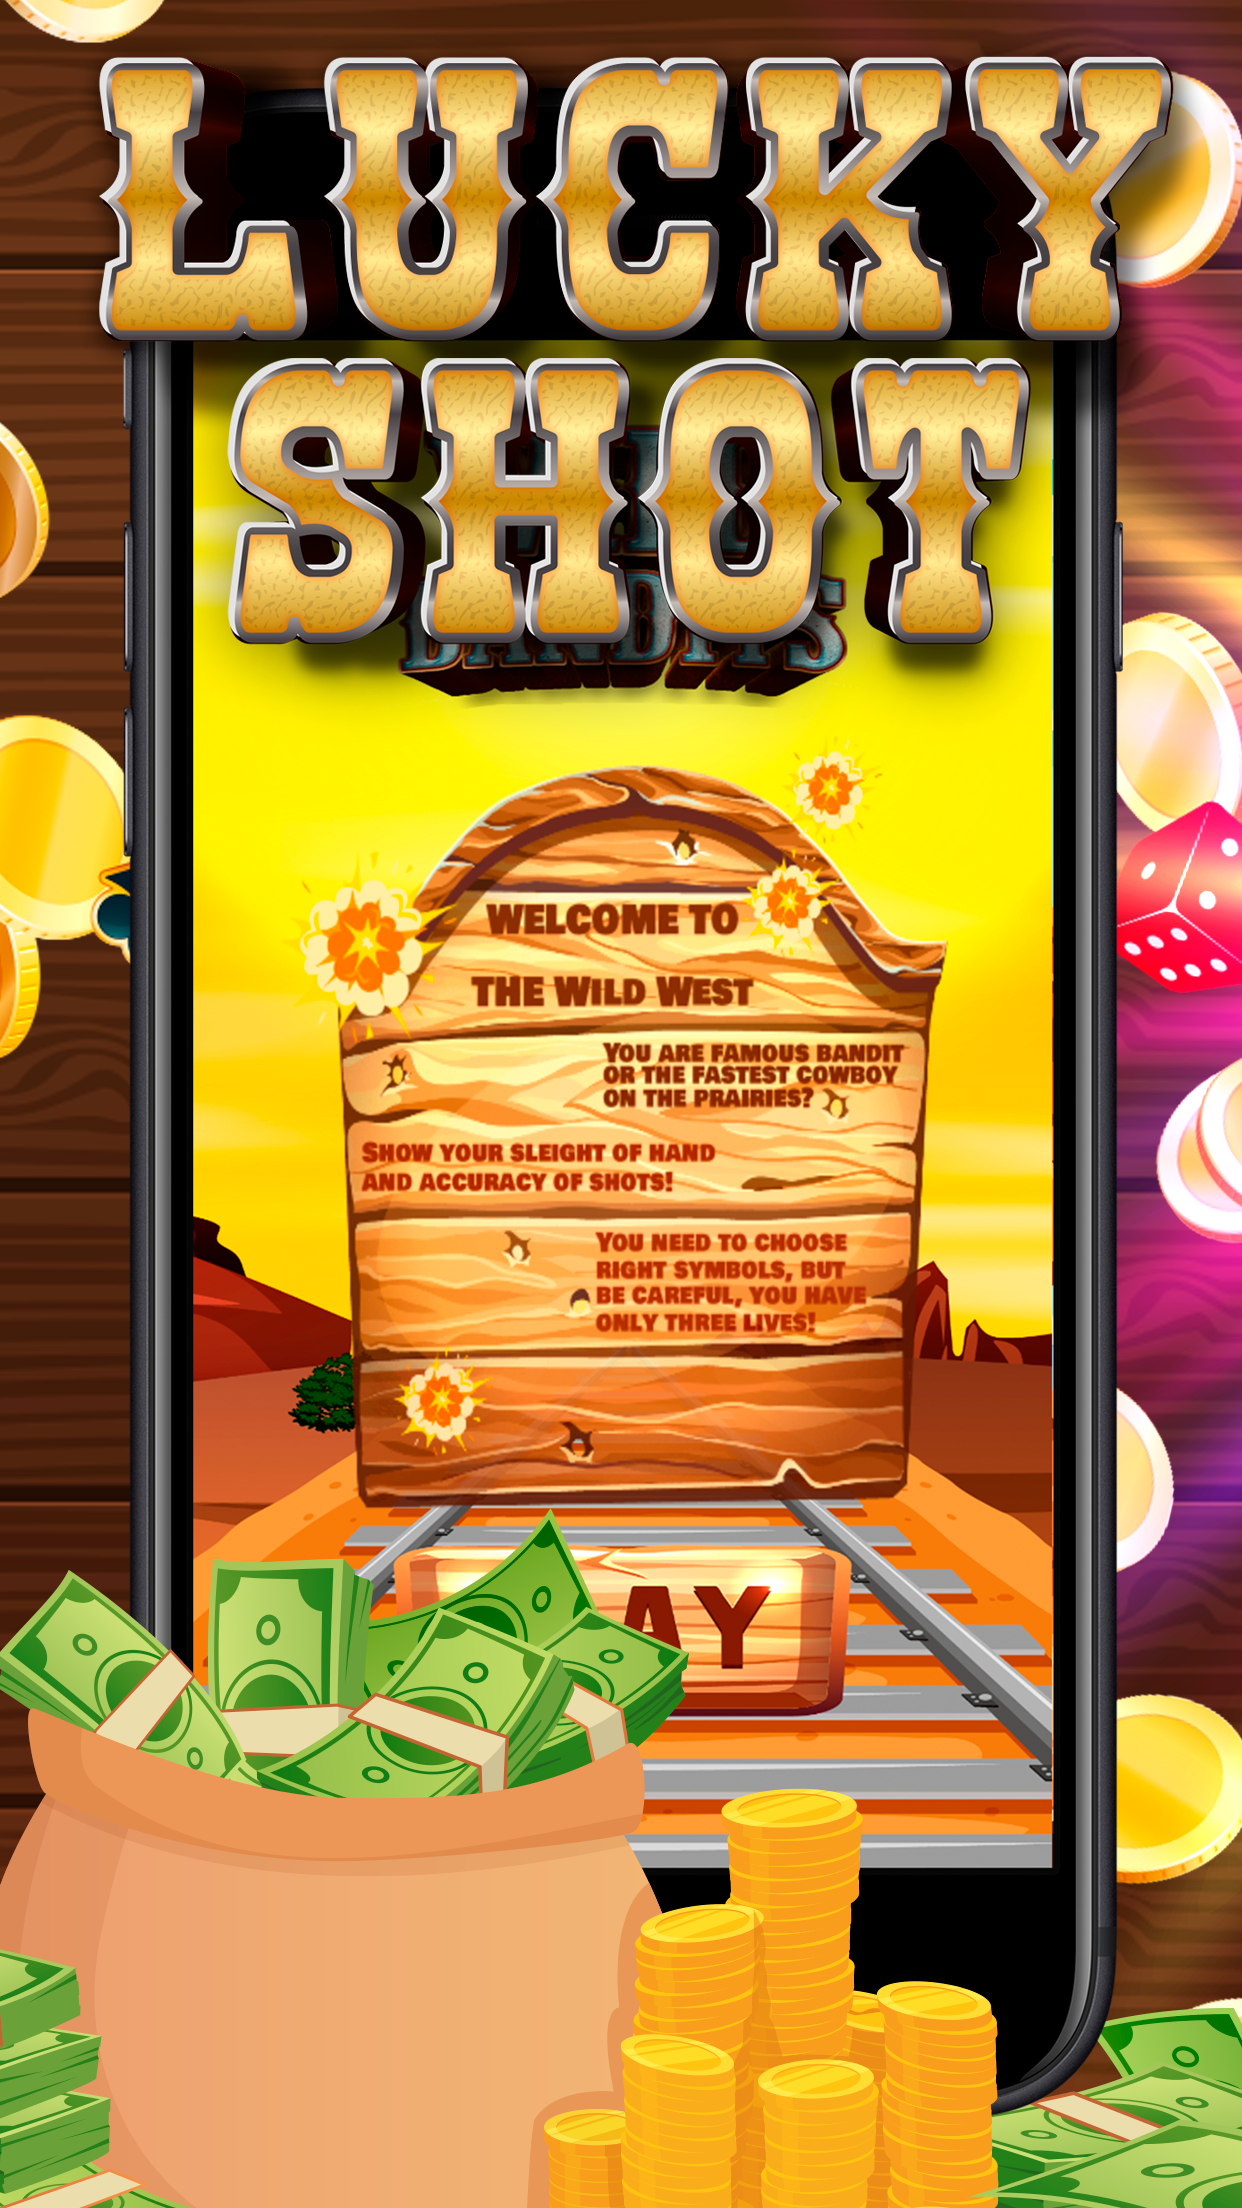 LUCKY
SHOT
BANDITS
WELCOME TO
THE WILD WEST
YOU ARE FAMOUS BANDIT
OR THE FASTEST COWBOY
ON THE PRAIRIES?
SHOW YOUR SLEIGHT OF HAND
AND ACCURACY OF SHOTS!
YOU NEED TO CHOOSE
RIGHT SYMBOLS, BUT
BE CAREFUL, YOU HAVE
ONLY THREE LIVES!
AY